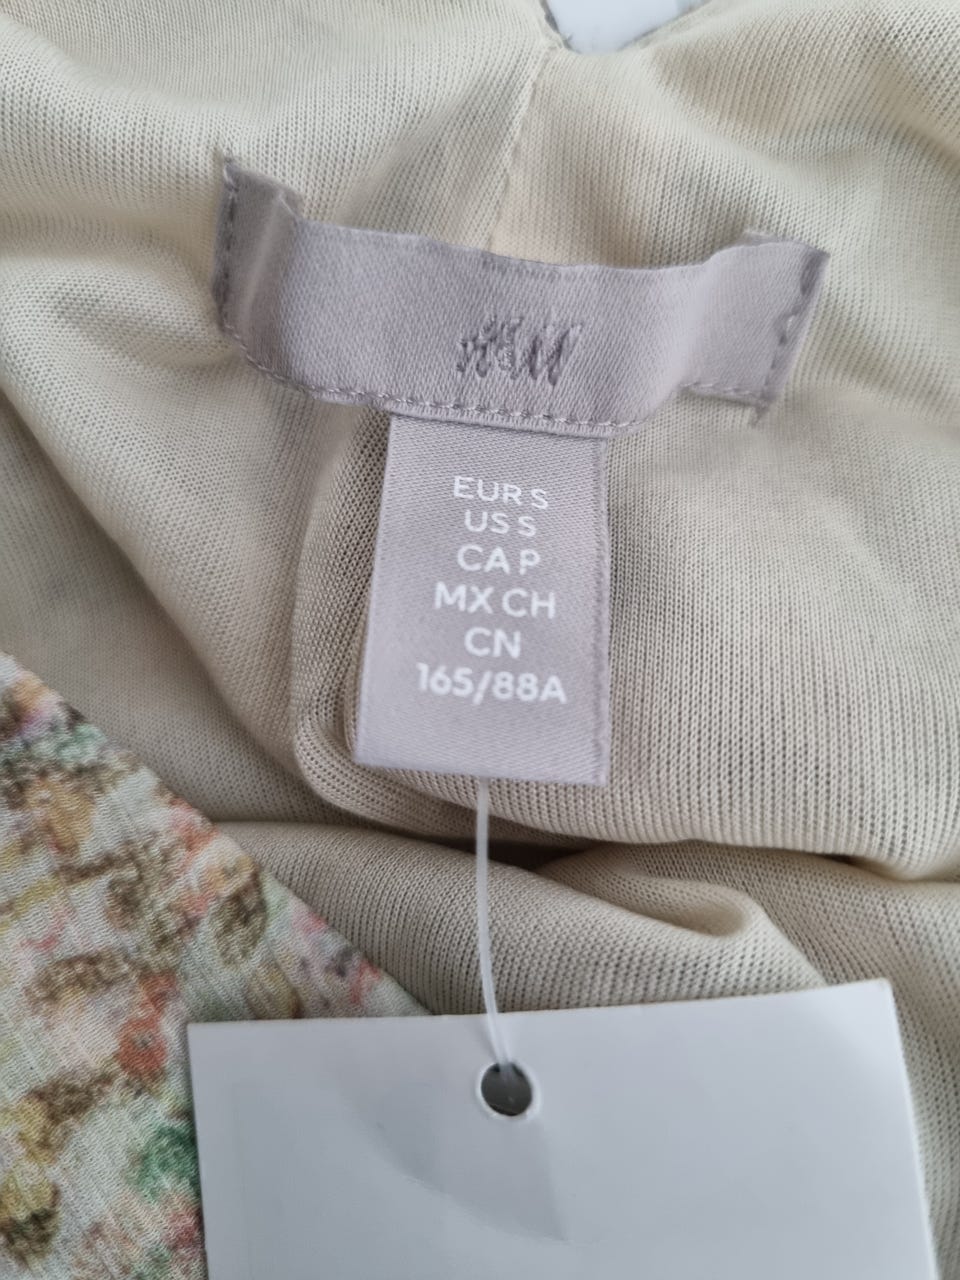 H&M
EUR S
US S
CA P
MX CH
CN
165/88A